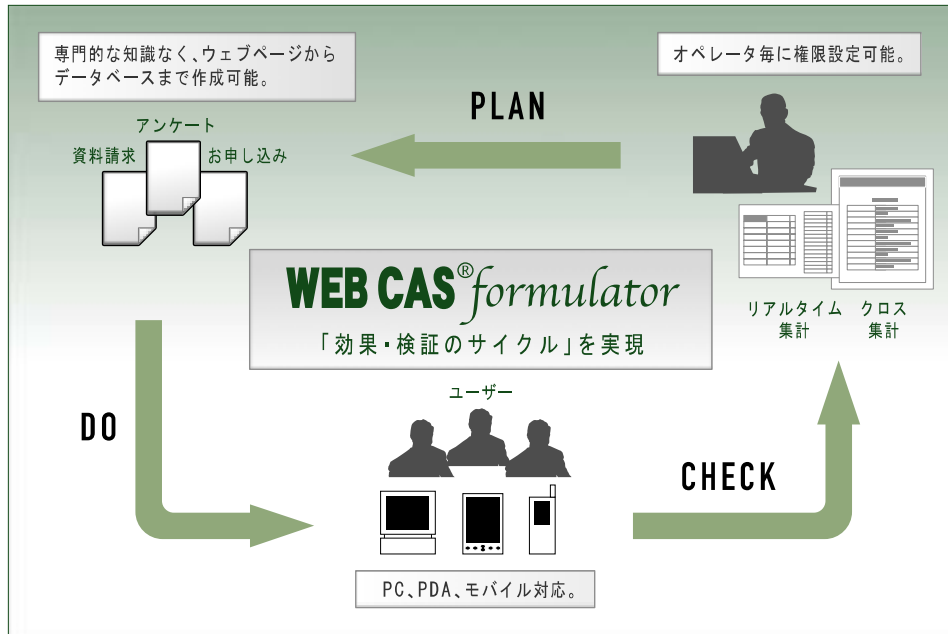 専門的な知識なく、ウェブページから
データベースまで作成可能。
オペレータ毎に権限設定可能。
PLAN
アンケート
資料請求
お申し込み
WEB CAS® formulator
「効果・検証のサイクル」を実現
リアルタイム
集計
クロス
集計
ユーザー
DO
CHECK
PC、PDA、モバイル対応。